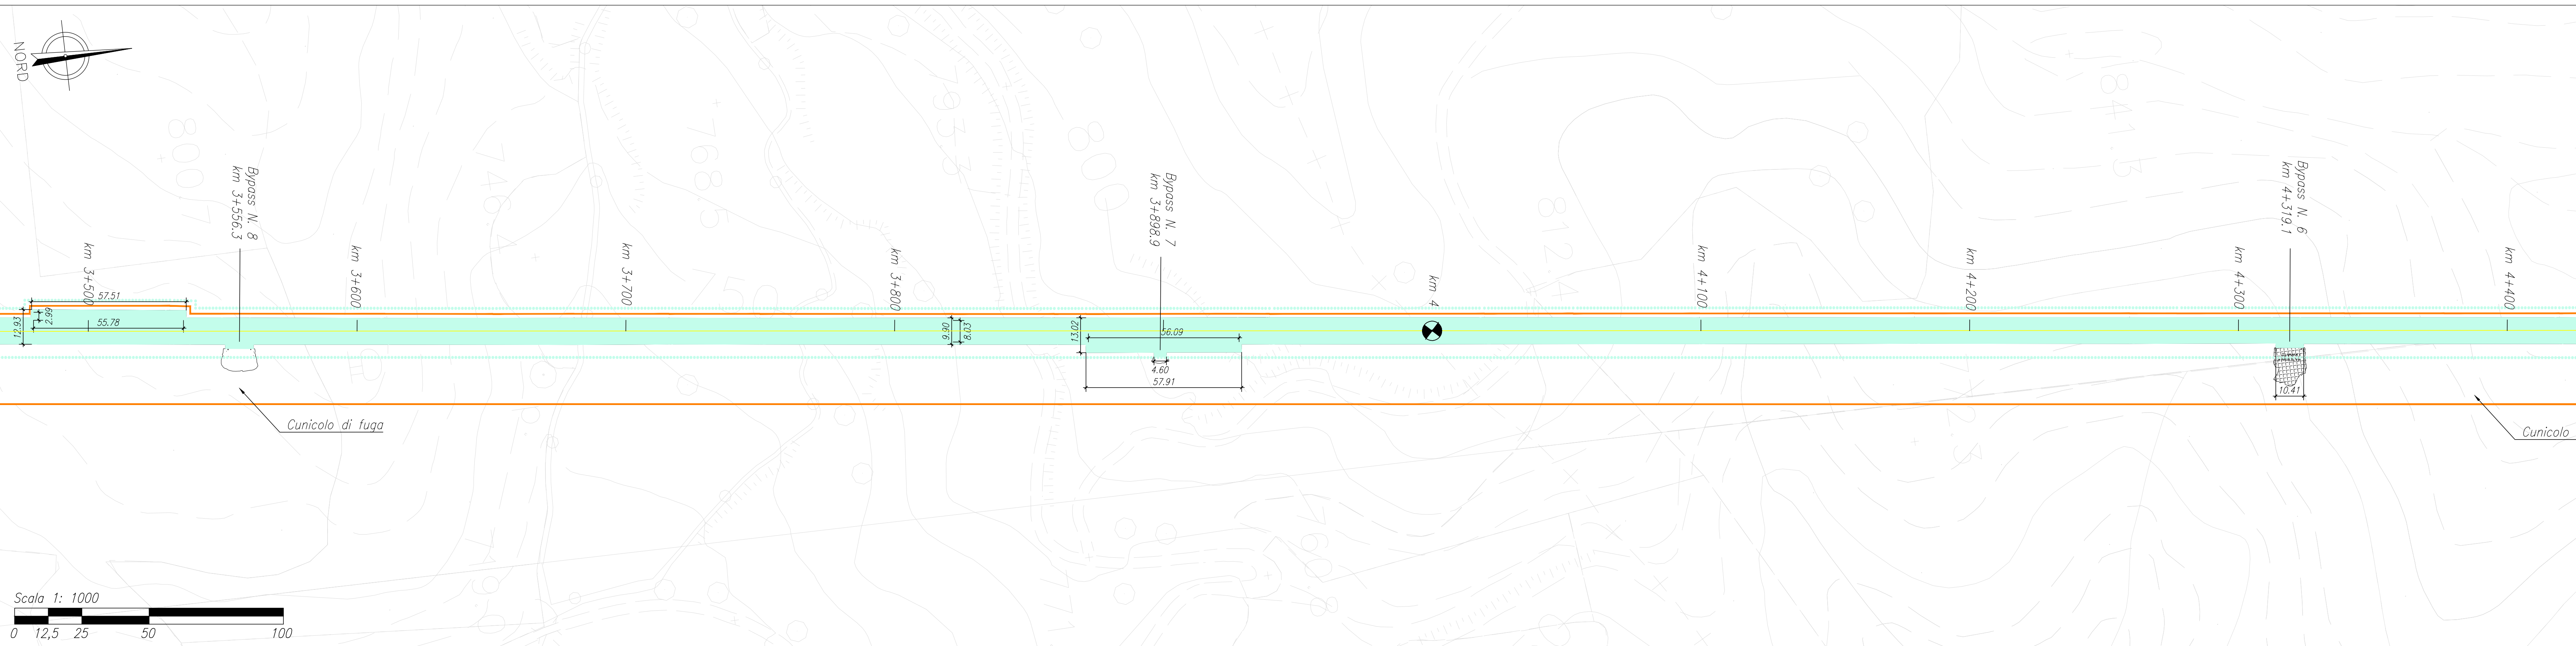 NORD
Bypass N. 8
km 3+556.3
Bypass N. 7
km 3+898.9
Bypass N. 6
km 4+319.1
km 3+500
km 3+600
km 3+700
km 3+800
km 4
km 4+100
km 4+200
km 4+300
km 4+400
57.51
2.99
12.93
55.78
9.90
8.03
13.02
56.09
4.60
57.91
10.41
Cunicolo di fuga
Cunicolo
Scala 1: 1000
0 12,5 25 50 100